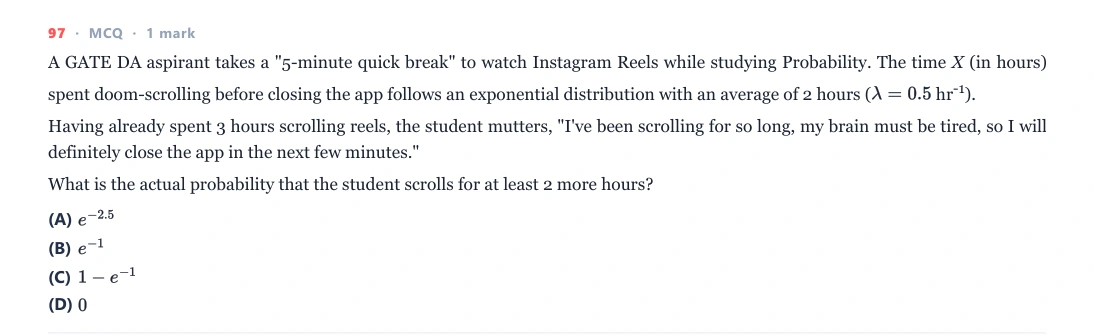 97 · MCQ · 1 mark
A GATE DA aspirant takes a "5-minute quick break" to watch Instagram Reels while studying Probability. The time X (in hours)
spent doom-scrolling before closing the app follows an exponential distribution with an average of 2 hours (λ = 0.5 hr⁻¹).
Having already spent 3 hours scrolling reels, the student mutters, "I've been scrolling for so long, my brain must be tired, so I will
definitely close the app in the next few minutes."
What is the actual probability that the student scrolls for at least 2 more hours?
(A) e^{−2.5}
(B) e^{−1}
(C) 1 − e^{−1}
(D) 0